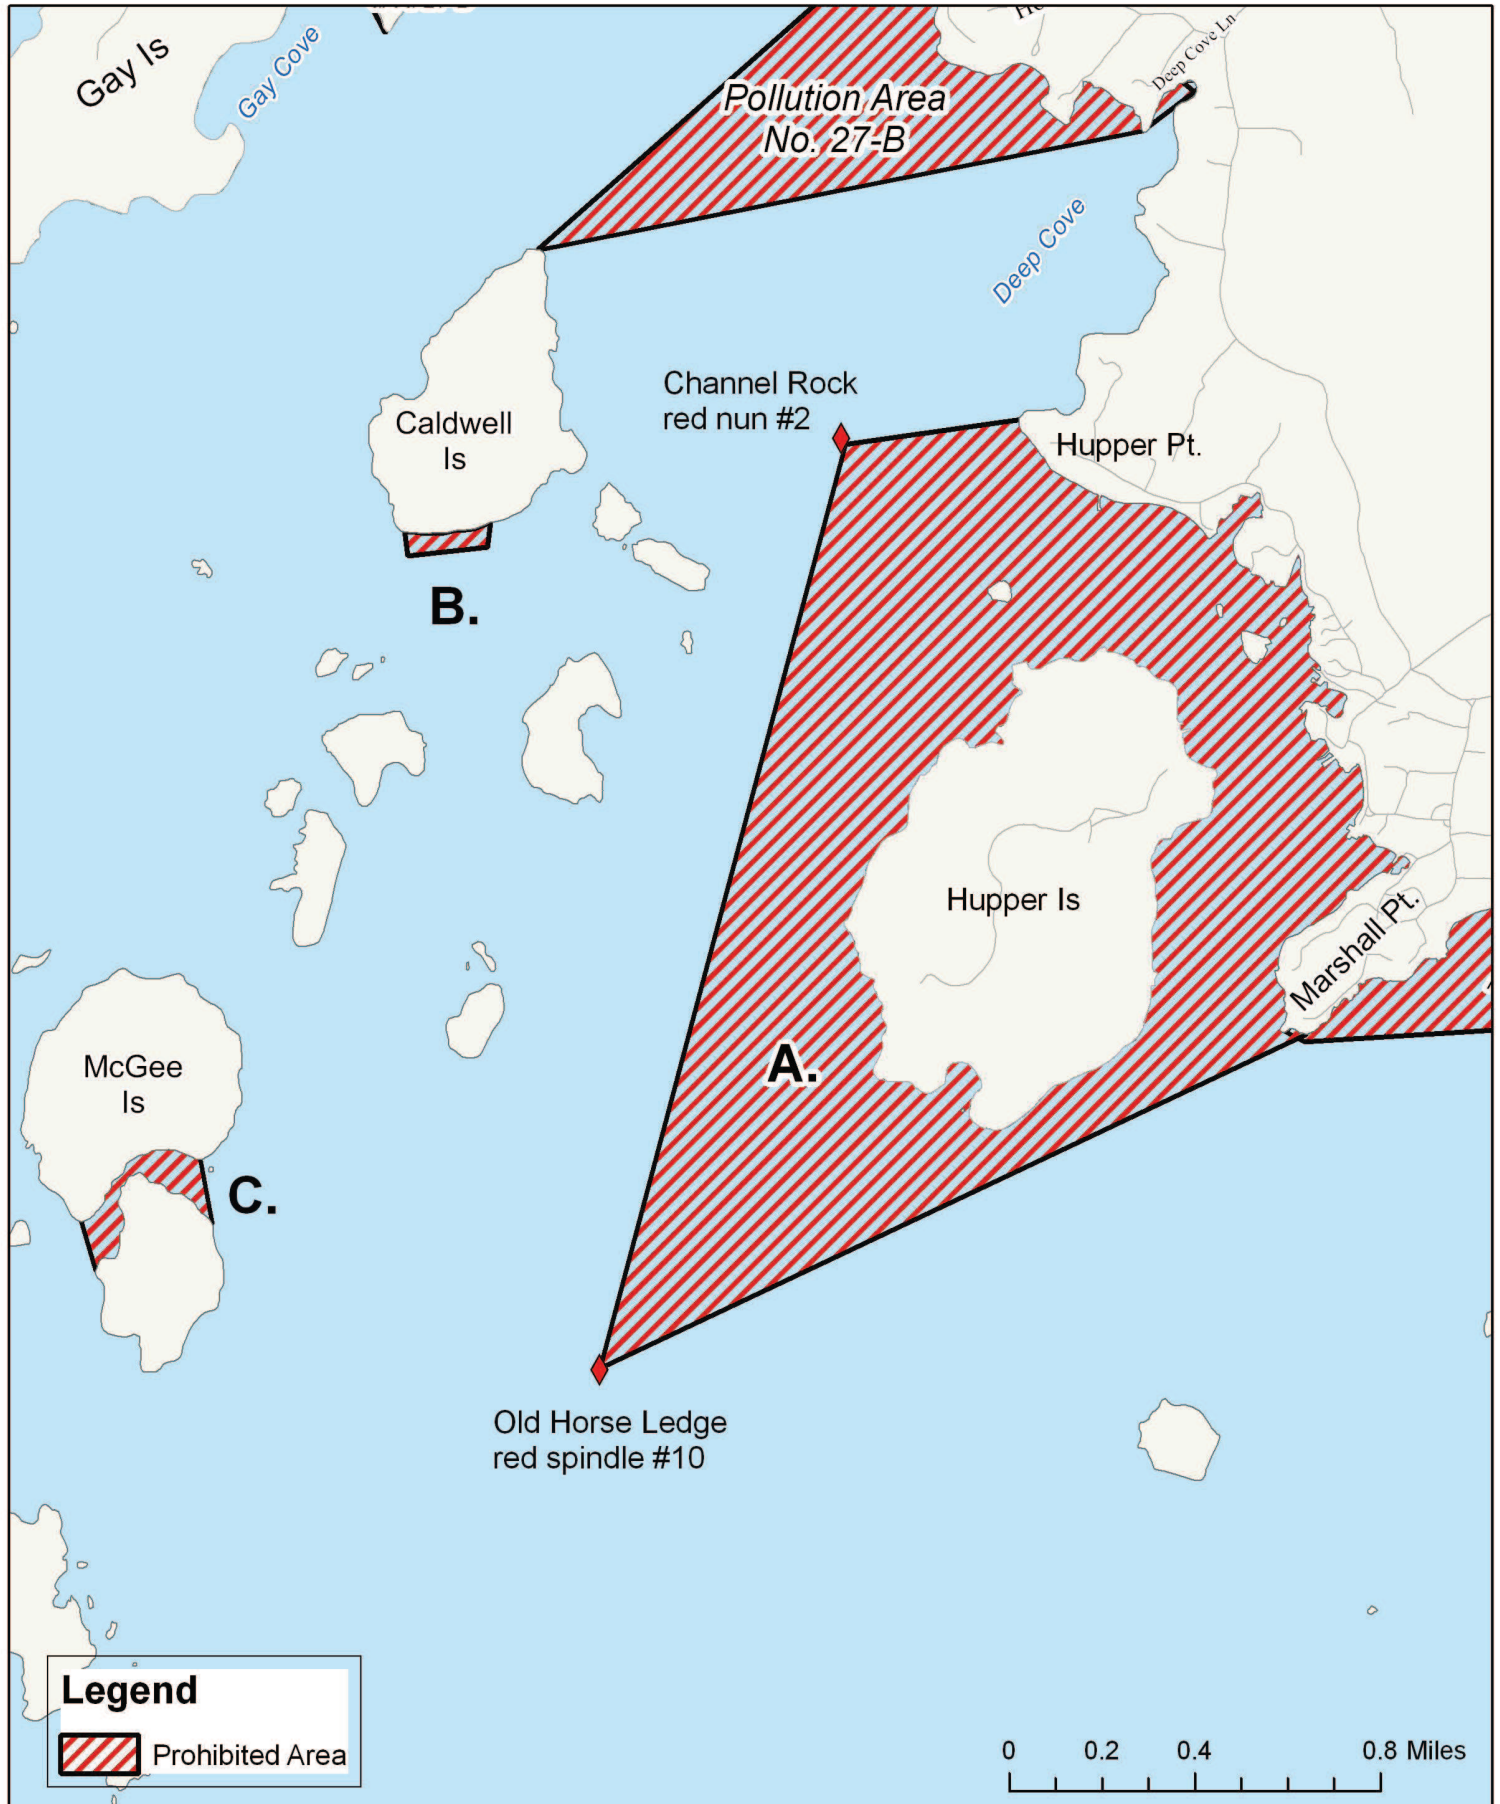 Gay Is
Gay Cove
Deep Cove Ln
Pollution Area
No. 27-B
Deep Cove
Channel Rock
red nun #2
Caldwell
Is
Hupper Pt.
B.
Hupper Is
Marshall Pt.
A.
McGee
Is
C.
Old Horse Ledge
red spindle #10
Legend
Prohibited Area
0 0.2 0.4 0.8 Miles